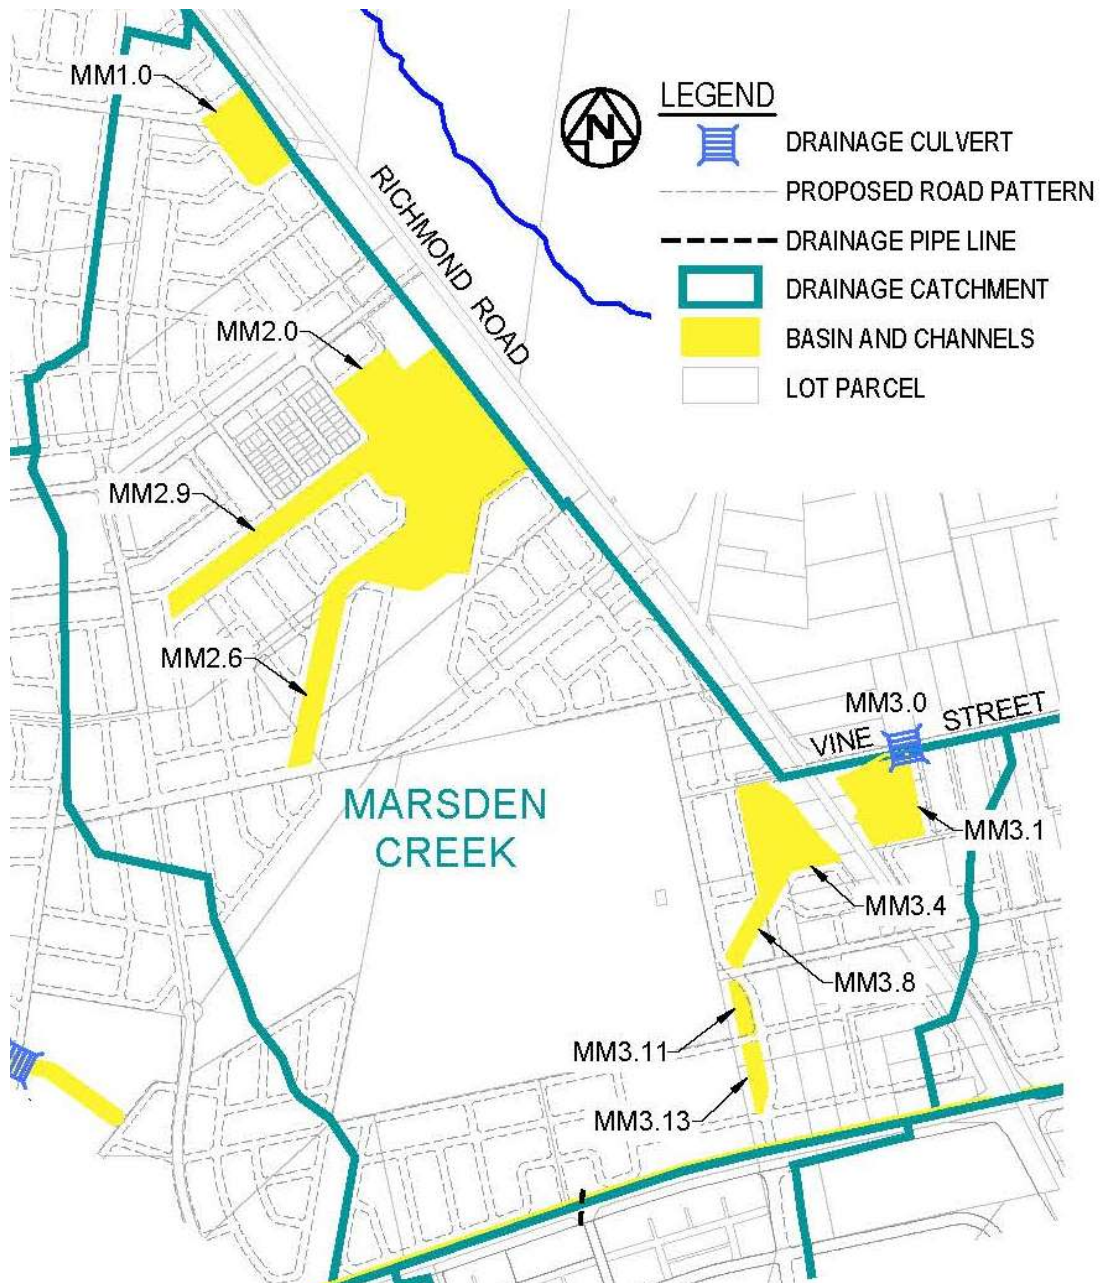 MM1.0
N
LEGEND
DRAINAGE CULVERT
PROPOSED ROAD PATTERN
DRAINAGE PIPE LINE
DRAINAGE CATCHMENT
BASIN AND CHANNELS
LOT PARCEL
RICHMOND ROAD
MM2.0
MM2.9
MM2.6
MM3.0
VINE STREET
MARSDEN
CREEK
MM3.1
MM3.4
MM3.8
MM3.11
MM3.13